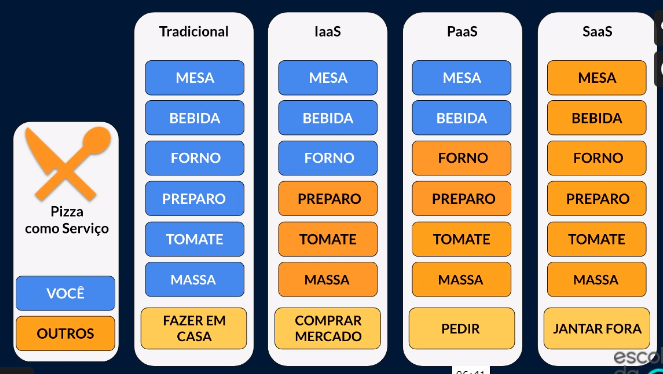 Tradicional
IaaS
PaaS
SaaS
MESA
MESA
MESA
MESA
BEBIDA
BEBIDA
BEBIDA
BEBIDA
FORNO
FORNO
FORNO
FORNO
PREPARO
PREPARO
PREPARO
PREPARO
TOMATE
TOMATE
TOMATE
TOMATE
MASSA
MASSA
MASSA
MASSA
FAZER EM
CASA
COMPRAR
MERCADO
PEDIR
JANTAR FORA
Pizza
como Serviço
VOCÊ
OUTROS